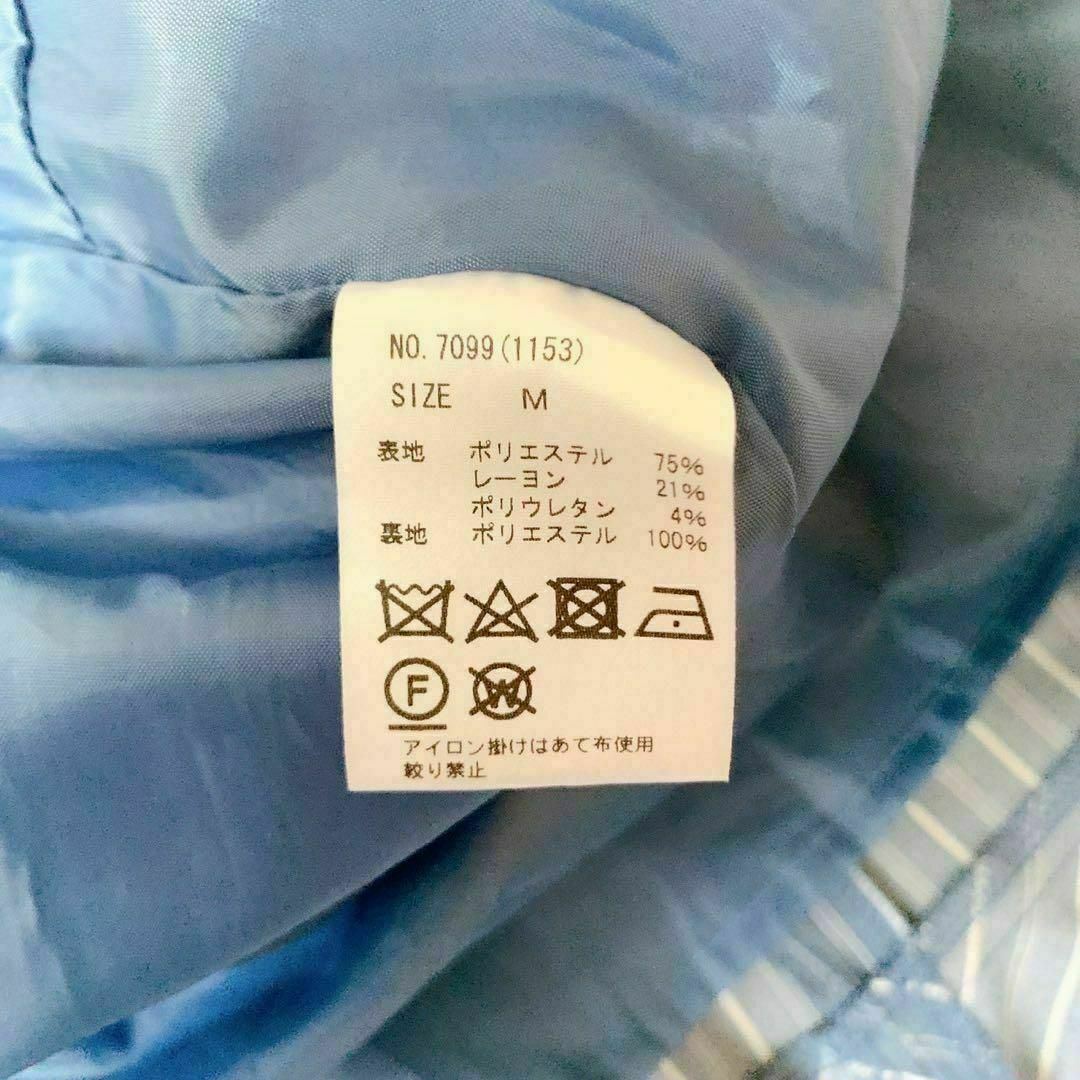 NO.7099(1153)
SIZE M
表地 ポリエステル 75%
レーヨン 21%
ポリウレタン 4%
裏地 ポリエステル 100%
F W
アイロン掛けはあて布使用
絞り禁止